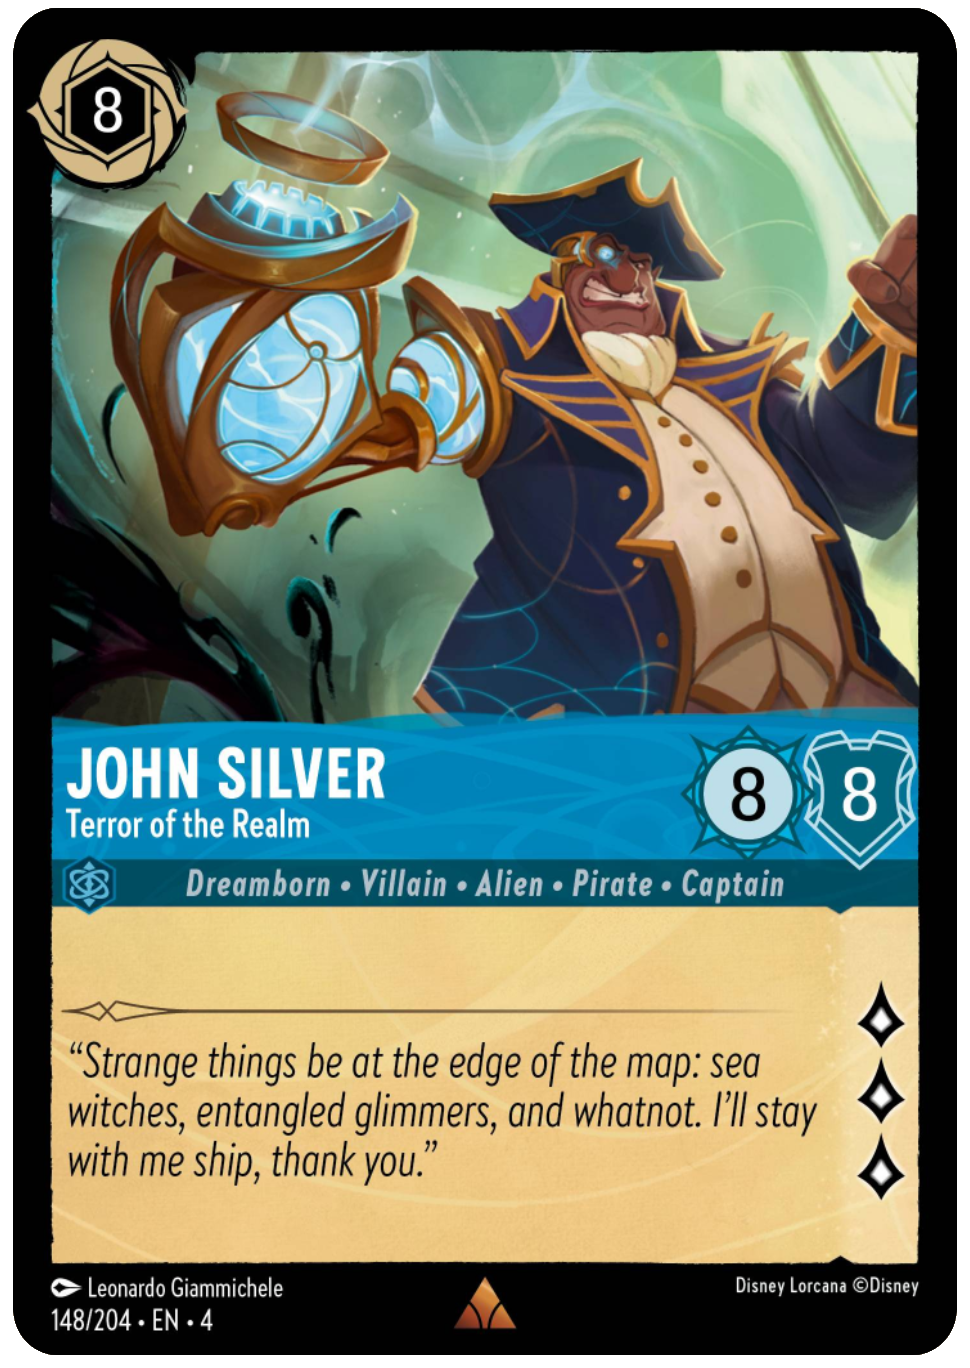 8
JOHN SILVER
Terror of the Realm
8
8
Dreamborn • Villain • Alien • Pirate • Captain
“Strange things be at the edge of the map: sea
witches, entangled glimmers, and whatnot. I’ll stay
with me ship, thank you.”
Leonardo Giammichele
148/204 • EN • 4
Disney Lorcana ©Disney